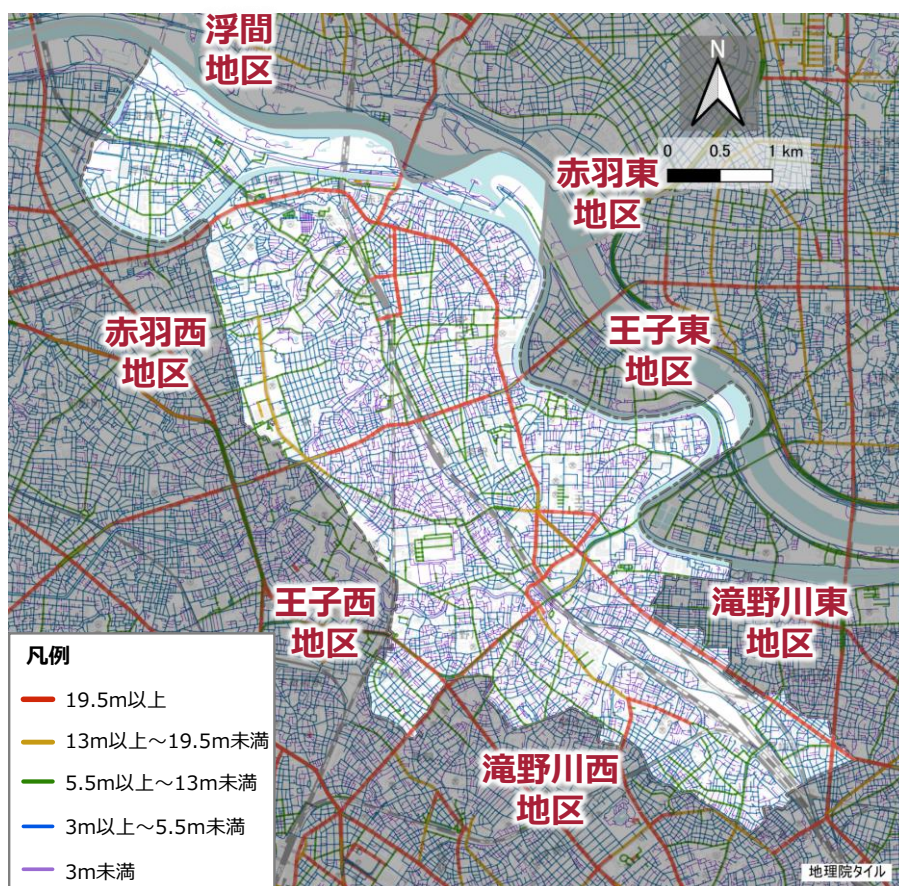 浮間
地区
N
0 0.5 1 km
赤羽東
地区
赤羽西
地区
王子東
地区
王子西
地区
滝野川東
地区
滝野川西
地区
凡例
19.5m以上
13m以上～19.5m未満
5.5m以上～13m未満
3m以上～5.5m未満
3m未満
地理院タイル